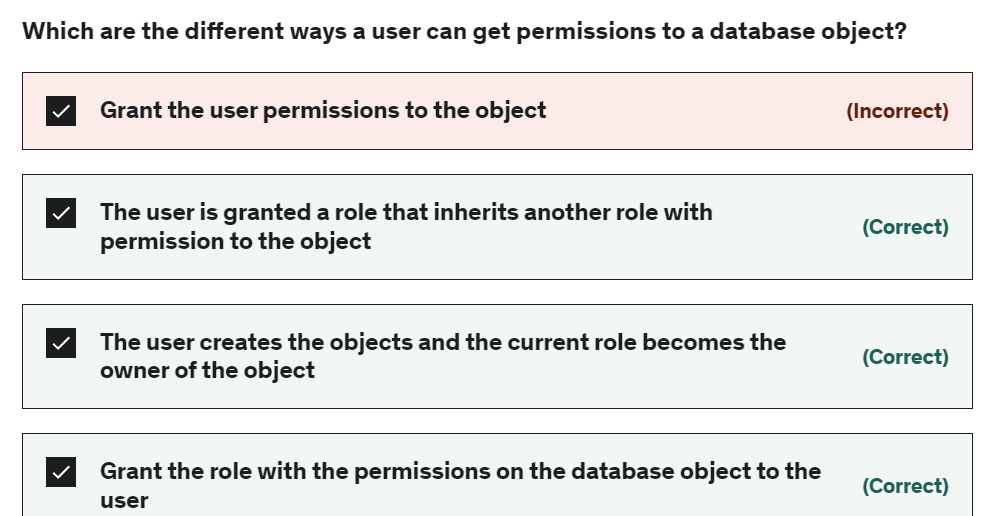 Which are the different ways a user can get permissions to a database object?
Grant the user permissions to the object
(Incorrect)
The user is granted a role that inherits another role with
permission to the object
(Correct)
The user creates the objects and the current role becomes the
owner of the object
(Correct)
Grant the role with the permissions on the database object to the
user
(Correct)